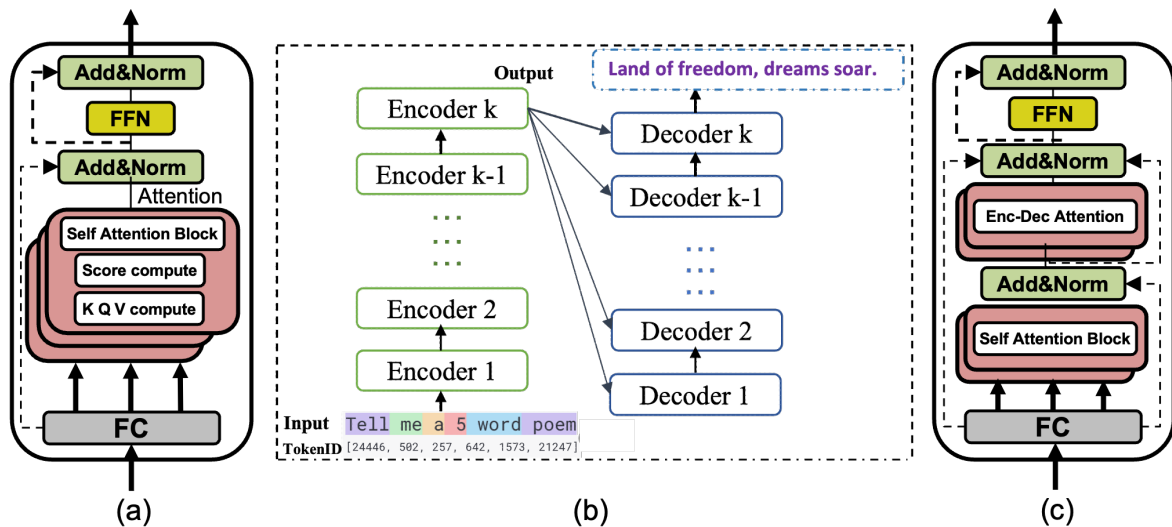 Add&Norm
FFN
Add&Norm
Attention
Self Attention Block
Score compute
K Q V compute
FC
(a)
Output
Land of freedom, dreams soar.
Encoder k
Encoder k-1
Encoder 2
Encoder 1
Decoder k
Decoder k-1
Decoder 2
Decoder 1
Input
Tell me a 5 word poem
TokenID
[24446, 502, 257, 642, 1573, 21247]
(b)
Add&Norm
FFN
Add&Norm
Enc-Dec Attention
Add&Norm
Self Attention Block
FC
(c)